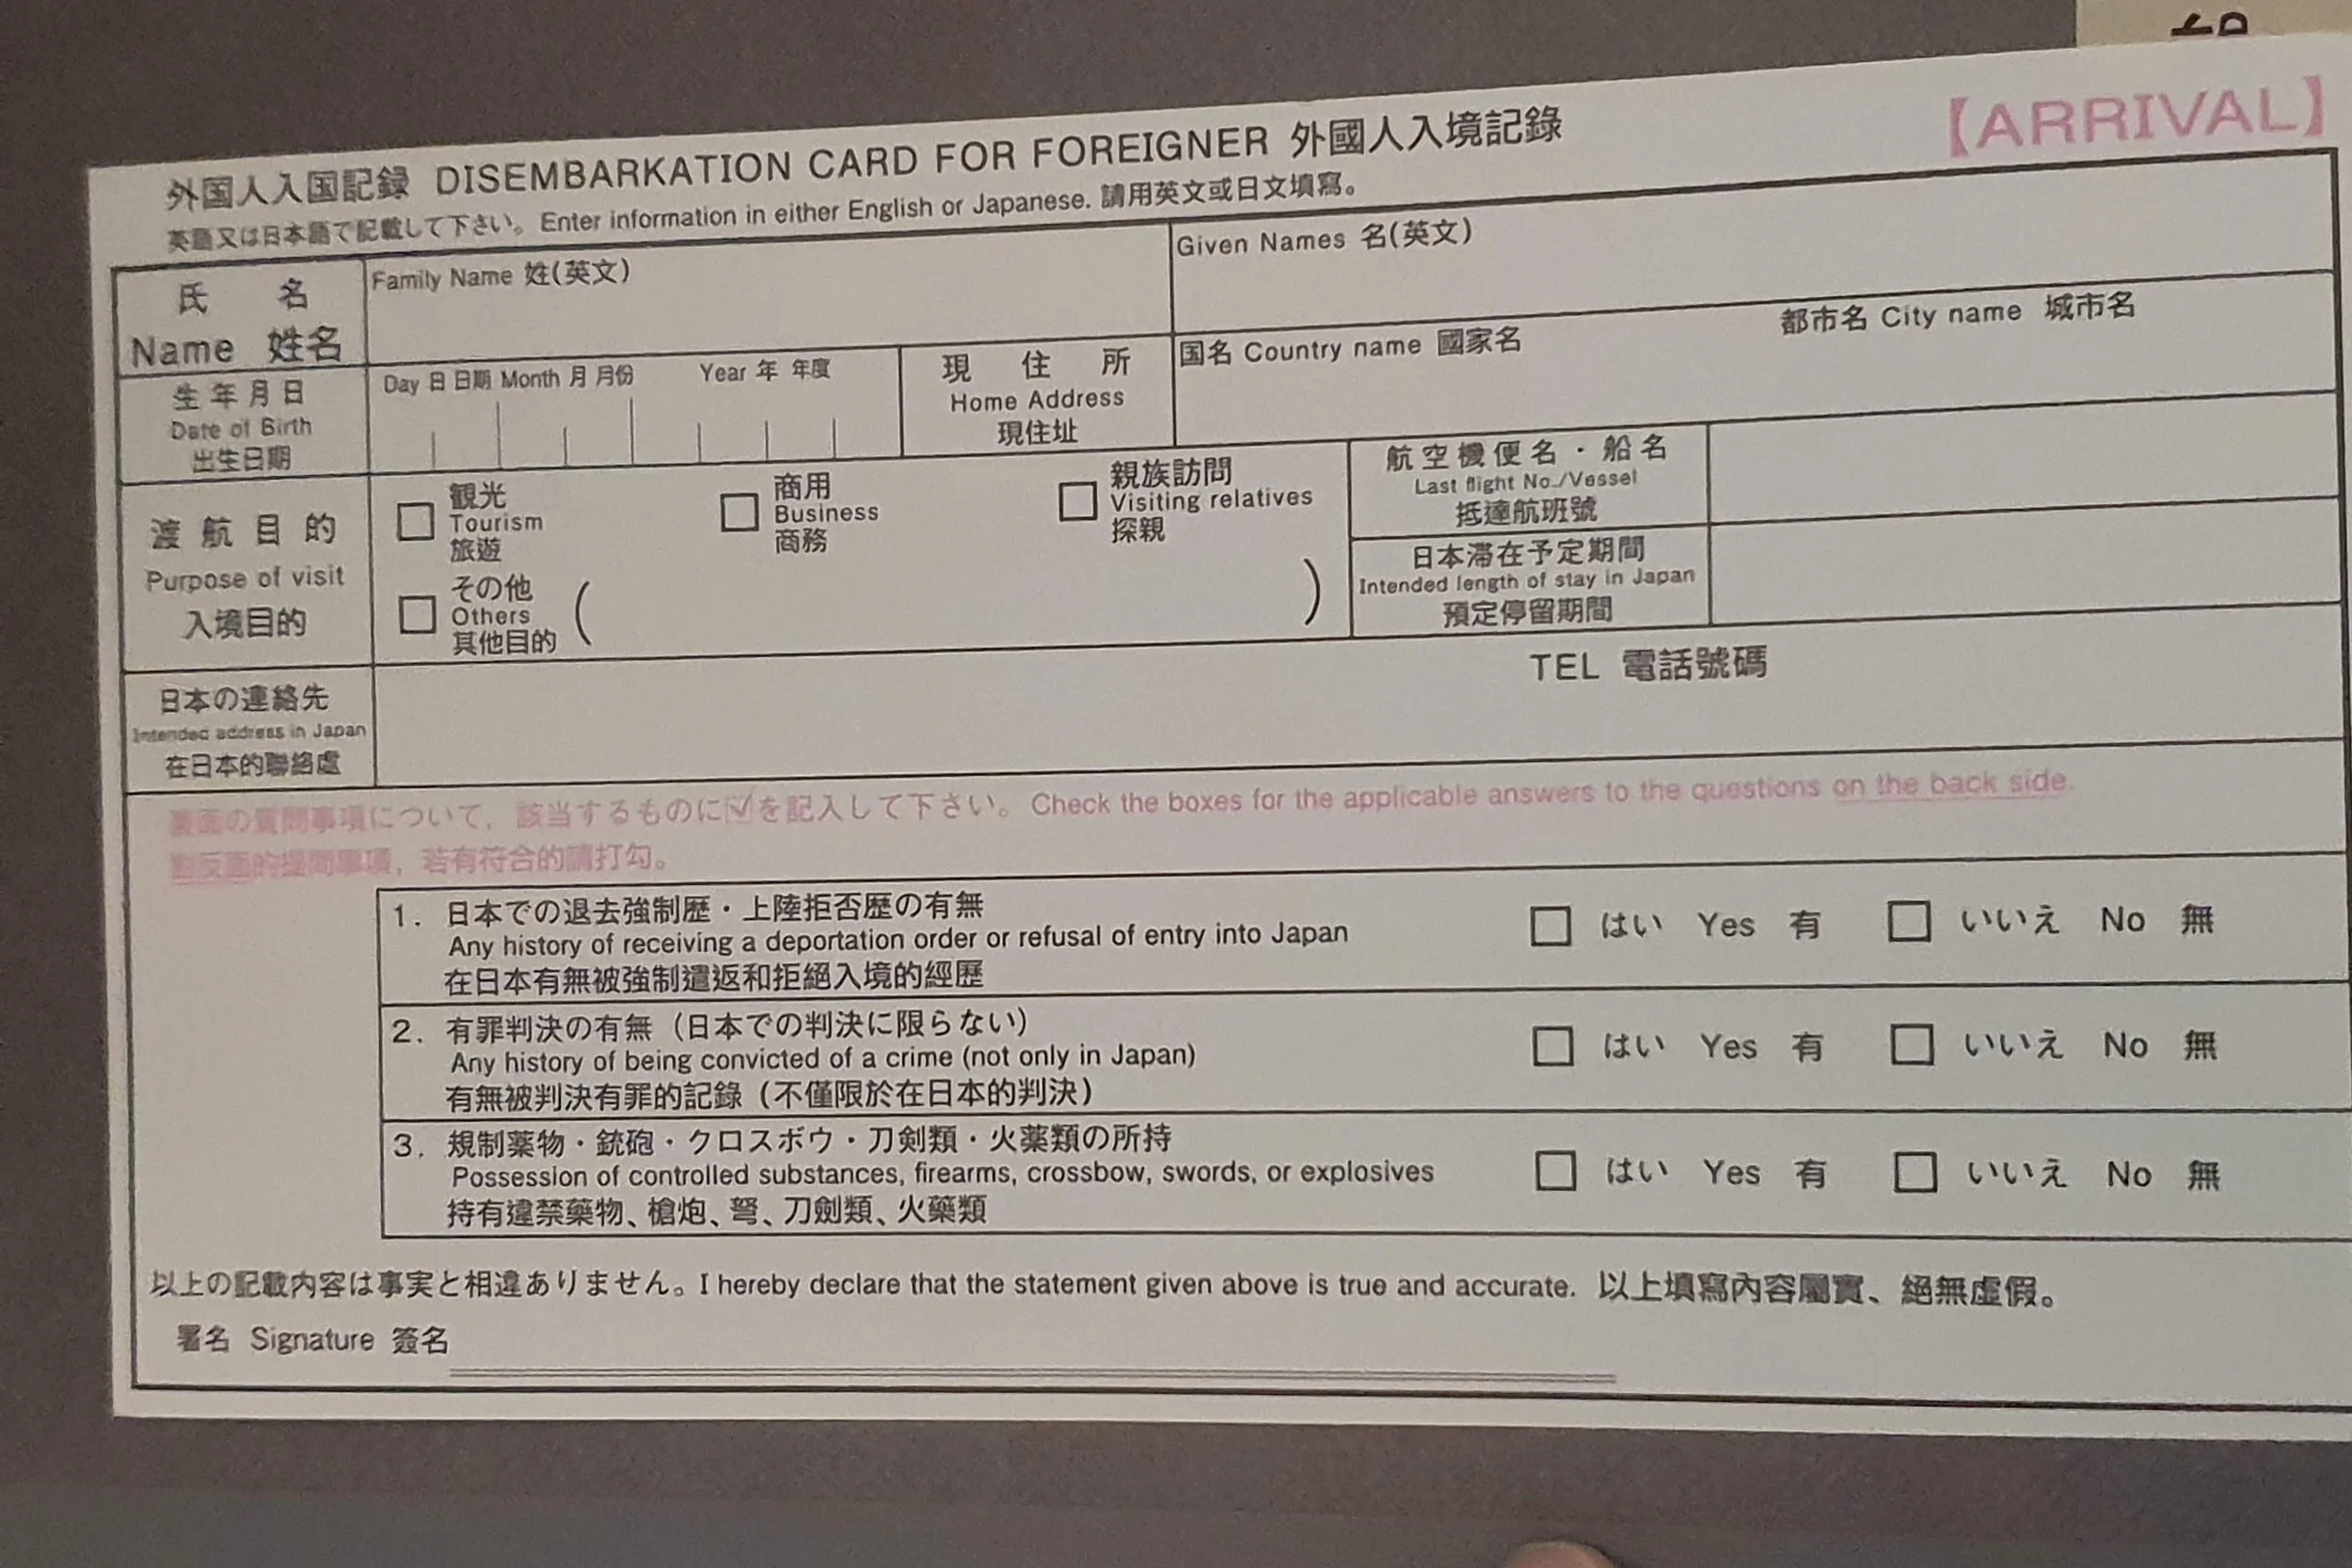 【ARRIVAL】
外国人入国記録 DISEMBARKATION CARD FOR FOREIGNER 外國人入境記錄
英語又は日本語で記載して下さい。Enter information in either English or Japanese. 請用英文或日文填寫。
氏 名
Name 姓名
Family Name 姓(英文)
Given Names 名(英文)
生年月日
Date of Birth
出生日期
Day 日 日期 Month 月 月份 Year 年 年度
現 住 所
Home Address
現住址
国名 Country name 國家名
都市名 City name 城市名
渡航目的
Purpose of visit
入境目的
観光
Tourism
旅遊
商用
Business
商務
親族訪問
Visiting relatives
探親
その他
Others
其他目的
( )
航空機便名・船名
Last flight No./Vessel
抵達航班號
日本滞在予定期間
Intended length of stay in Japan
預定停留期間
日本の連絡先
Intended address in Japan
在日本的聯絡處
TEL 電話號碼
裏面の質問事項について、該当するものに☑を記入して下さい。Check the boxes for the applicable answers to the questions on the back side.
對反面的提問事項，若有符合的請打勾。
1. 日本での退去強制歴・上陸拒否歴の有無
Any history of receiving a deportation order or refusal of entry into Japan
在日本有無被強制遣返和拒絕入境的經歷
□ はい Yes 有 □ いいえ No 無
2. 有罪判決の有無（日本での判決に限らない）
Any history of being convicted of a crime (not only in Japan)
有無被判決有罪的記錄（不僅限於在日本的判決）
□ はい Yes 有 □ いいえ No 無
3. 規制薬物・銃砲・クロスボウ・刀剣類・火薬類の所持
Possession of controlled substances, firearms, crossbow, swords, or explosives
持有違禁藥物、槍炮、弩、刀劍類、火藥類
□ はい Yes 有 □ いいえ No 無
以上の記載内容は事実と相違ありません。I hereby declare that the statement given above is true and accurate. 以上填寫內容屬實、絕無虛假。
署名 Signature 簽名